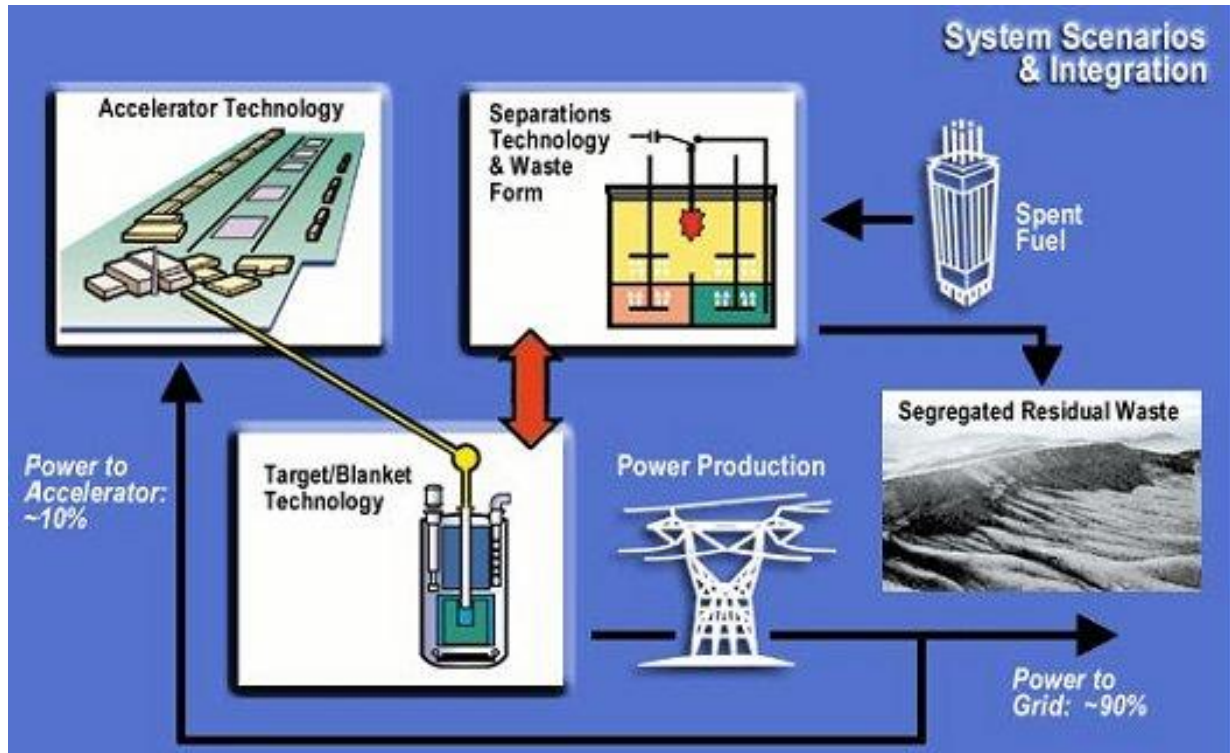 System Scenarios
& Integration
Accelerator Technology
Separations
Technology
& Waste
Form
Spent
Fuel
Segregated Residual Waste
Power to
Accelerator:
~10%
Target/Blanket
Technology
Power Production
Power to
Grid: ~90%